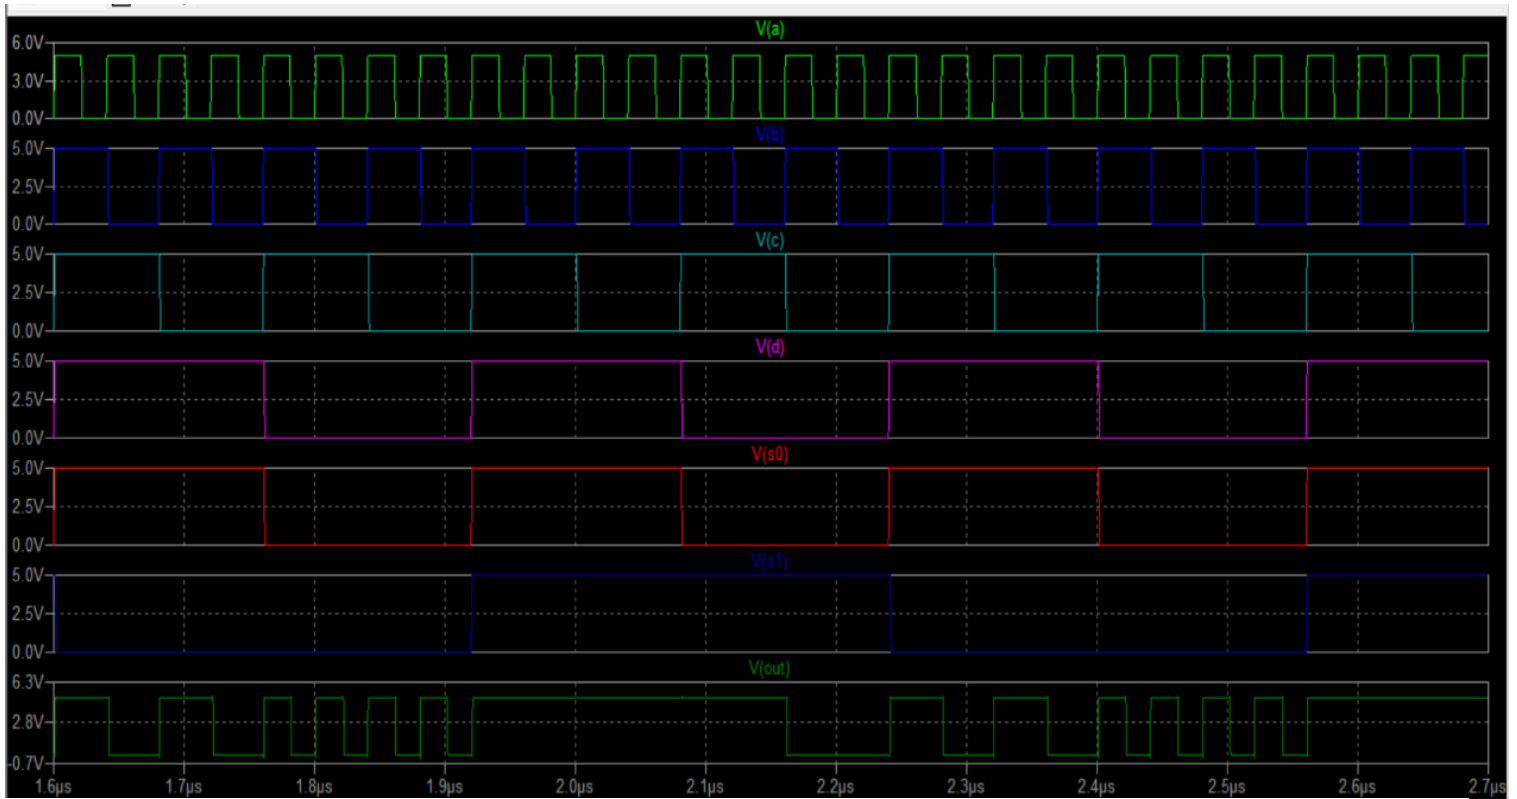 V(a)
6.0V
3.0V
0.0V
V(b)
5.0V
2.5V
0.0V
V(c)
5.0V
2.5V
0.0V
V(d)
5.0V
2.5V
0.0V
V(s0)
5.0V
2.5V
0.0V
V(s1)
5.0V
2.5V
0.0V
V(out)
6.3V
2.8V
-0.7V
1.6µs 1.7µs 1.8µs 1.9µs 2.0µs 2.1µs 2.2µs 2.3µs 2.4µs 2.5µs 2.6µs 2.7µs